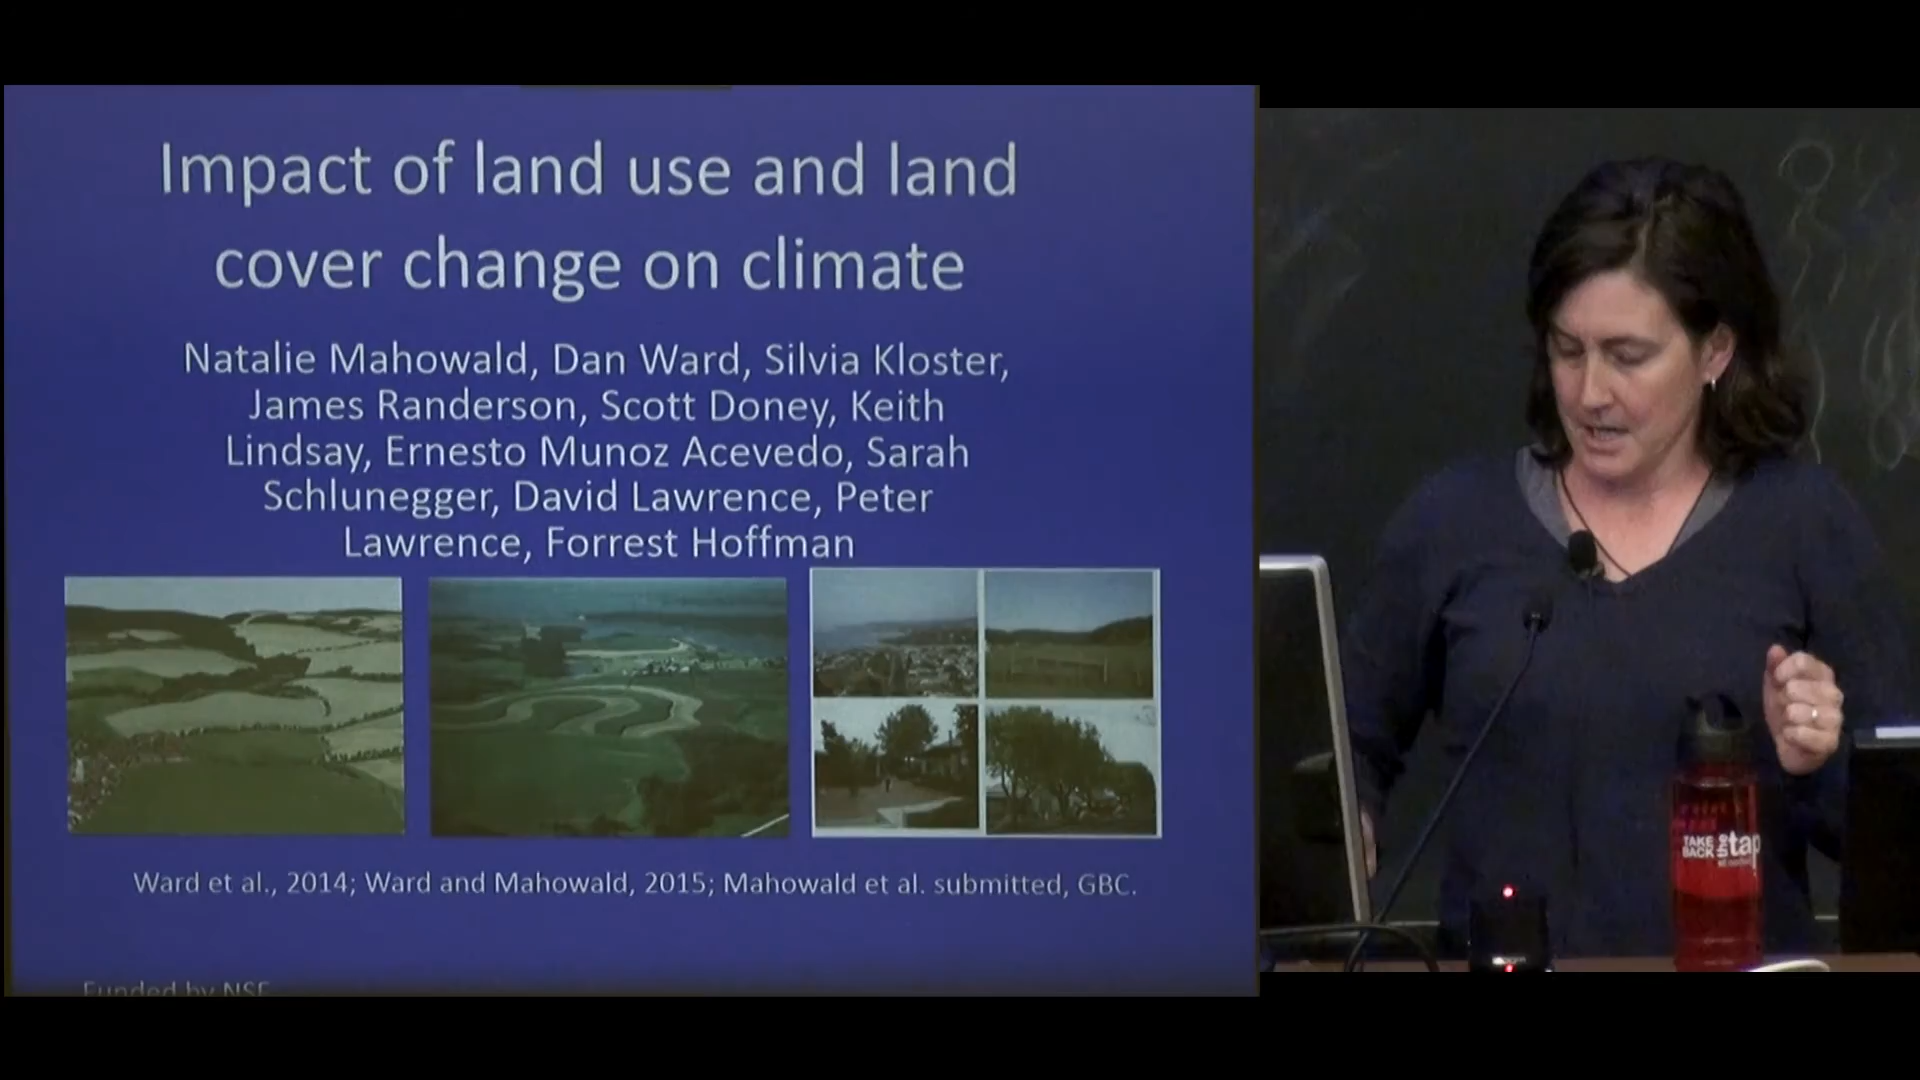 Impact of land use and land
cover change on climate
Natalie Mahowald, Dan Ward, Silvia Kloster,
James Randerson, Scott Doney, Keith
Lindsay, Ernesto Munoz Acevedo, Sarah
Schlunegger, David Lawrence, Peter
Lawrence, Forrest Hoffman
Ward et al., 2014; Ward and Mahowald, 2015; Mahowald et al. submitted, GBC.
Funded by NSF
TAKE
BACK
the
tap